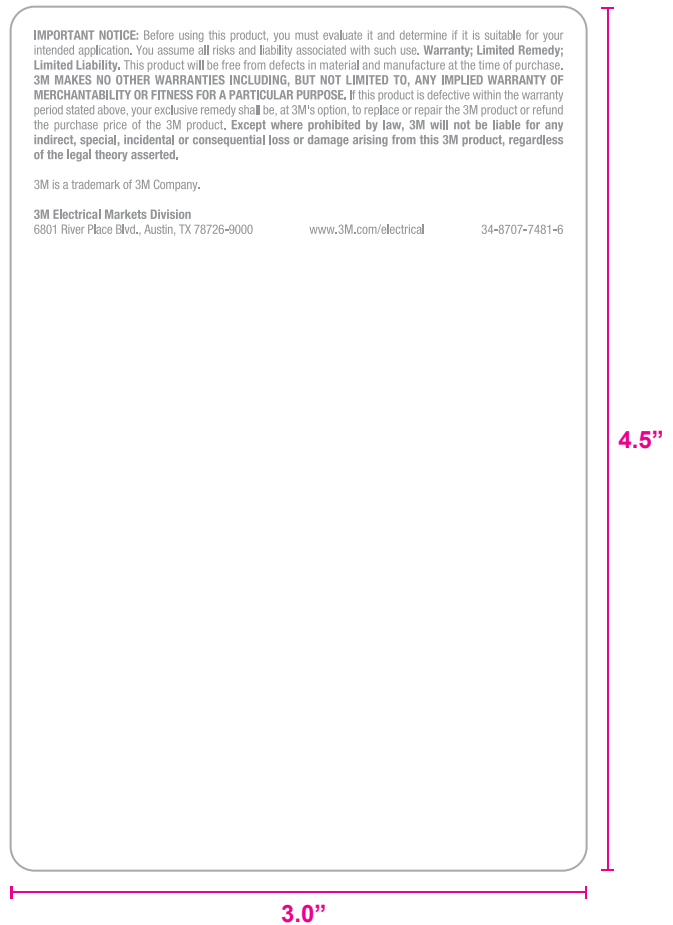 IMPORTANT NOTICE: Before using this product, you must evaluate it and determine if it is suitable for your
intended application. You assume all risks and liability associated with such use. Warranty; Limited Remedy;
Limited Liability. This product will be free from defects in material and manufacture at the time of purchase.
3M MAKES NO OTHER WARRANTIES INCLUDING, BUT NOT LIMITED TO, ANY IMPLIED WARRANTY OF
MERCHANTABILITY OR FITNESS FOR A PARTICULAR PURPOSE. If this product is defective within the warranty
period stated above, your exclusive remedy shall be, at 3M's option, to replace or repair the 3M product or refund
the purchase price of the 3M product. Except where prohibited by law, 3M will not be liable for any
indirect, special, incidental or consequential loss or damage arising from this 3M product, regardless
of the legal theory asserted.
3M is a trademark of 3M Company.
3M Electrical Markets Division
6801 River Place Blvd., Austin, TX 78726-9000 www.3M.com/electrical 34-8707-7481-6
4.5”
3.0”